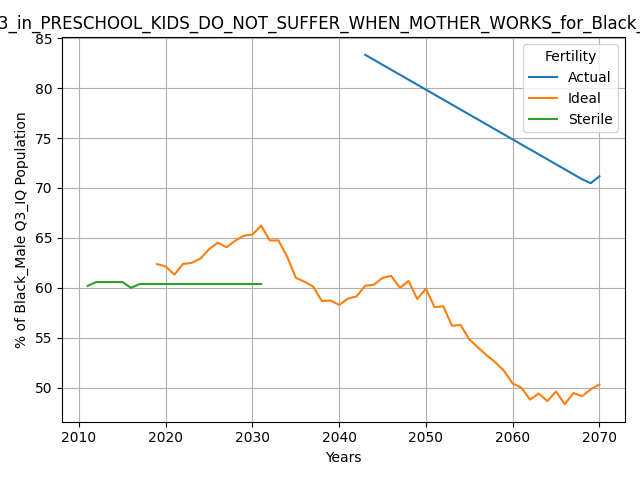 3_in_PRESCHOOL_KIDS_DO_NOT_SUFFER_WHEN_MOTHER_WORKS_for_Black_
85
80
75
70
65
60
55
50
% of Black_Male Q3_IQ Population
Fertility
Actual
Ideal
Sterile
2010 2020 2030 2040 2050 2060 2070
Years